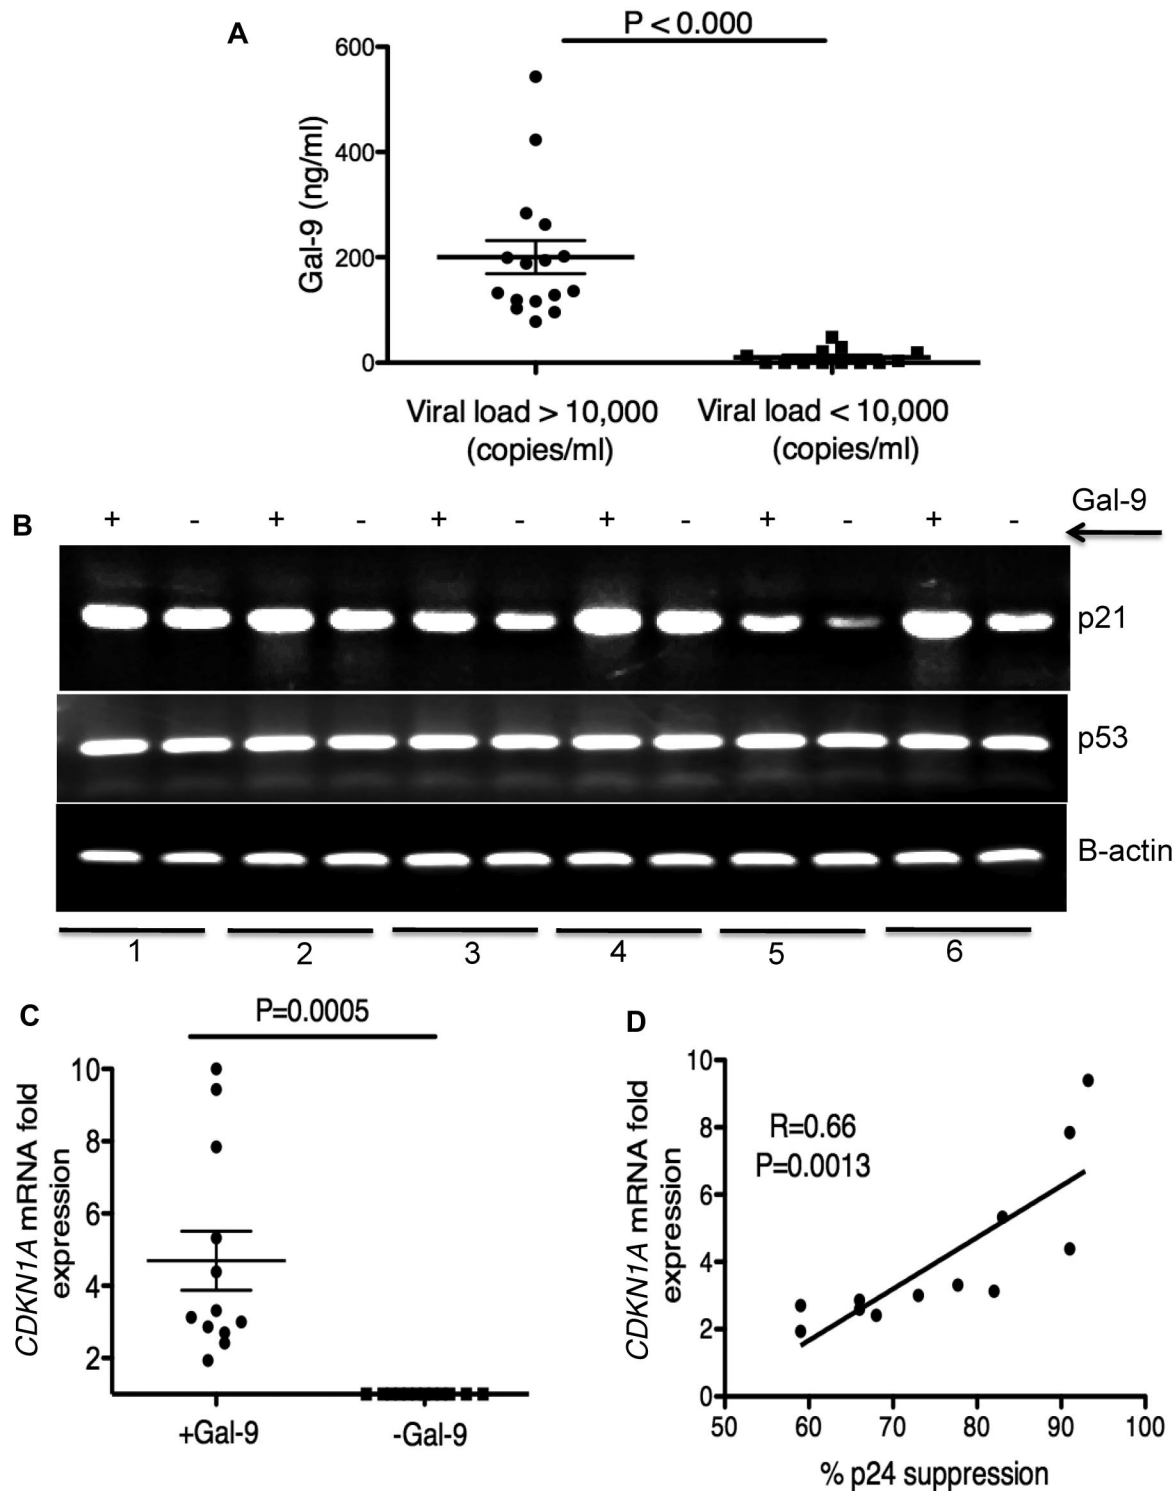 A
P < 0.000
600
400
200
0
Gal-9 (ng/ml)
Viral load > 10,000
(copies/ml)
Viral load < 10,000
(copies/ml)
B
+ - + - + - + - + - + -
Gal-9
p21
p53
B-actin
1 2 3 4 5 6
C
P=0.0005
10
8
6
4
2
CDKN1A mRNA fold
expression
+Gal-9
-Gal-9
D
R=0.66
P=0.0013
10
8
6
4
2
0
CDKN1A mRNA fold
expression
50 60 70 80 90 100
% p24 suppression